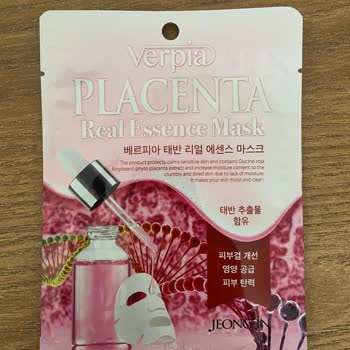 Verpia
PLACENTA
Real Essence Mask
베르피아 태반 리얼 에센스 마스크
The product protects calms sensitive skin and contains Glycine soja
(soybean) phyto placenta extract and increase moisture content to the
crumbly and dried skin due to lack of moisture.
It makes your skin moist and clean
태반 추출물
함유
피부결 개선
영양 공급
피부 탄력
JEONGJIN